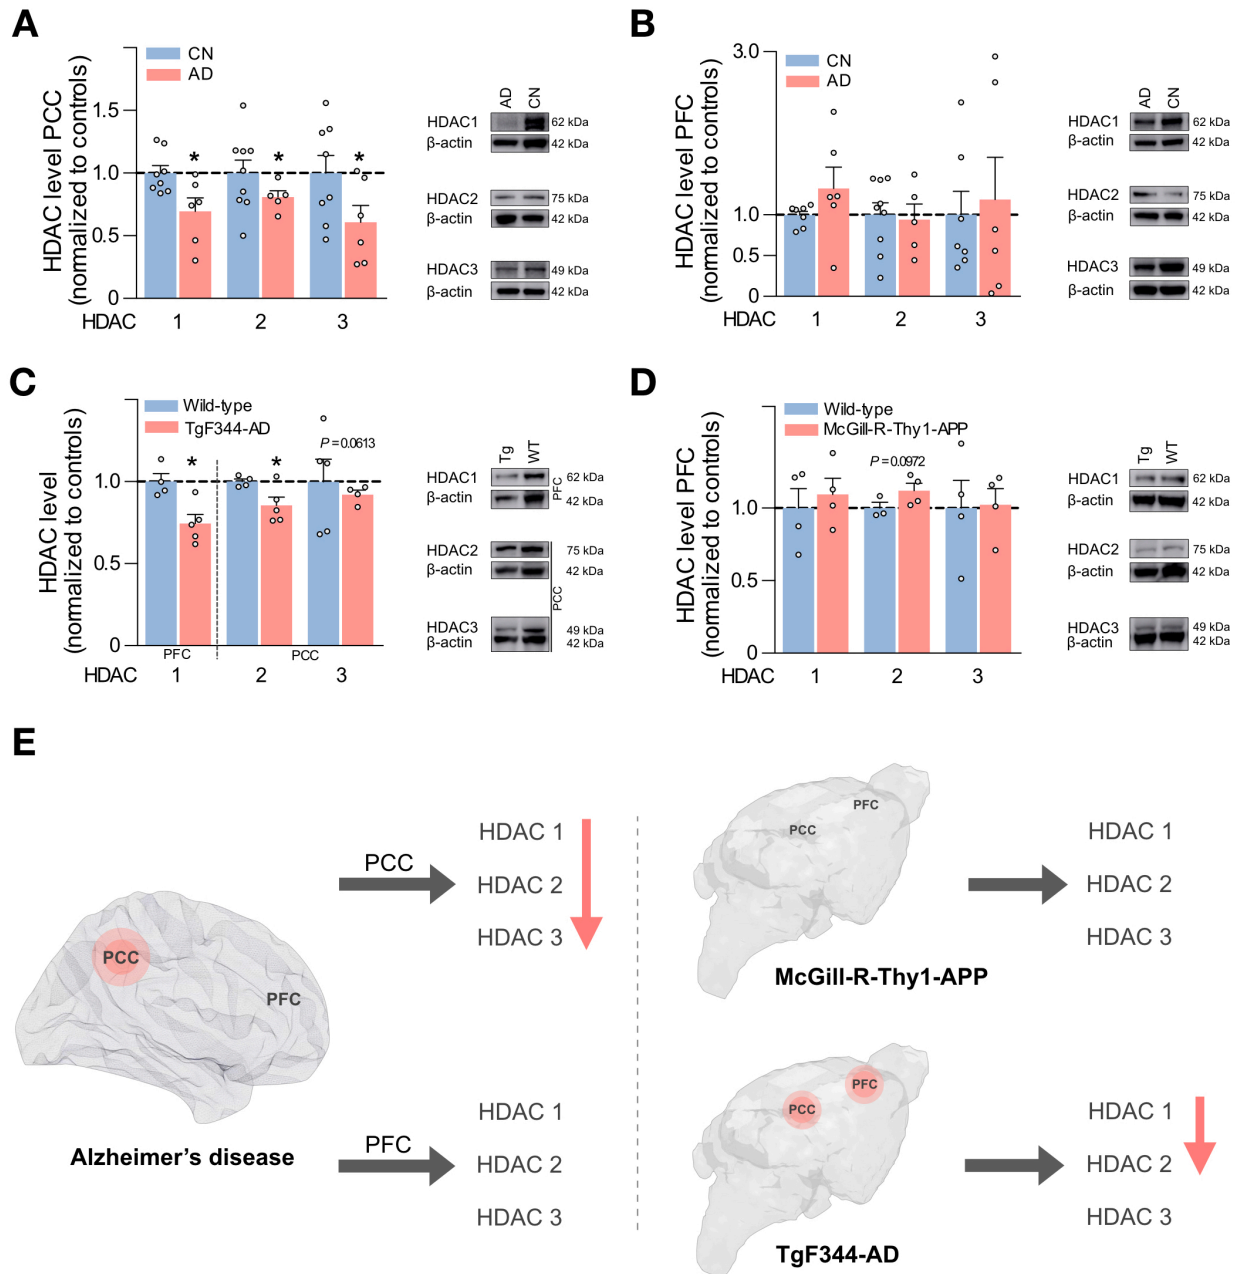 A
HDAC level PCC
(normalized to controls)
CN
AD
1.5
1.0
0.5
0
* * *
HDAC 1 2 3
AD CN
HDAC1 62 kDa
β-actin 42 kDa
HDAC2 75 kDa
β-actin 42 kDa
HDAC3 49 kDa
β-actin 42 kDa
B
HDAC level PFC
(normalized to controls)
CN
AD
3.0
1.0
0.5
0
HDAC 1 2 3
AD CN
HDAC1 62 kDa
β-actin 42 kDa
HDAC2 75 kDa
β-actin 42 kDa
HDAC3 49 kDa
β-actin 42 kDa
C
HDAC level
(normalized to controls)
Wild-type
TgF344-AD
P=0.0613
1.0
0.5
0
* *
PFC PCC
HDAC 1 2 3
Tg WT
HDAC1 62 kDa
β-actin 42 kDa
PFC
HDAC2 75 kDa
β-actin 42 kDa
PCC
HDAC3 49 kDa
β-actin 42 kDa
D
HDAC level PFC
(normalized to controls)
Wild-type
McGill-R-Thy1-APP
P=0.0972
1.0
0.5
0
HDAC 1 2 3
Tg WT
HDAC1 62 kDa
β-actin 42 kDa
HDAC2 75 kDa
β-actin 42 kDa
HDAC3 49 kDa
β-actin 42 kDa
E
PCC
PFC
Alzheimer’s disease
PCC
HDAC 1
HDAC 2
HDAC 3
PFC
HDAC 1
HDAC 2
HDAC 3
PFC
PCC
McGill-R-Thy1-APP
HDAC 1
HDAC 2
HDAC 3
PFC
PCC
TgF344-AD
HDAC 1
HDAC 2
HDAC 3